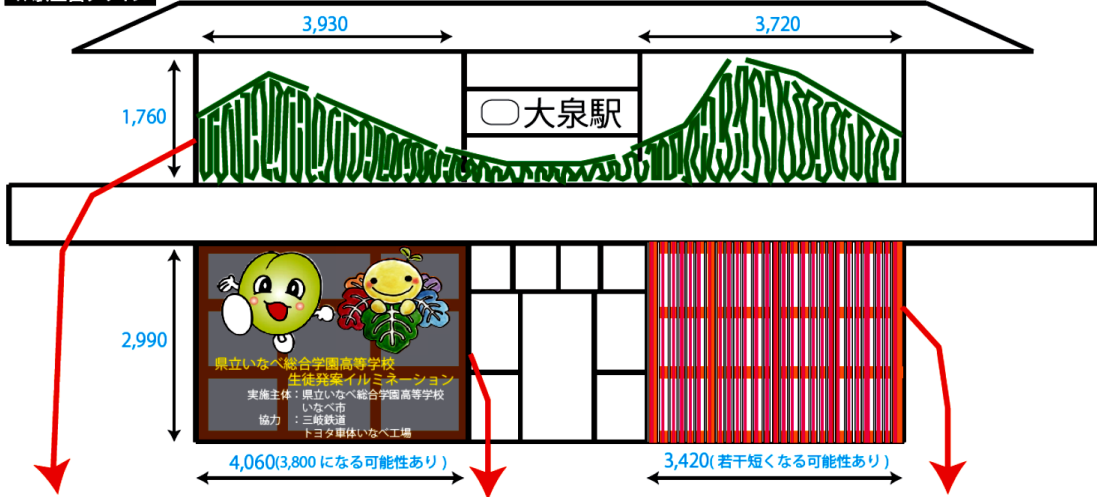 3,930
3,720
1,760
大泉駅
2,990
県立いなべ総合学園高等学校
生徒発案イルミネーション
実施主体：県立いなべ総合学園高等学校
いなべ市
協力　：三岐鉄道
トヨタ車体いなべ工場
4,060(3,800 になる可能性あり)
3,420( 若干短くなる可能性あり )